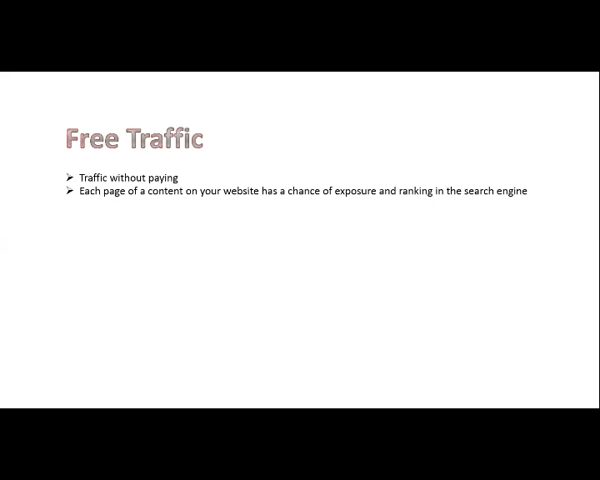 Free Traffic
➤ Traffic without paying
➤ Each page of a content on your website has a chance of exposure and ranking in the search engine